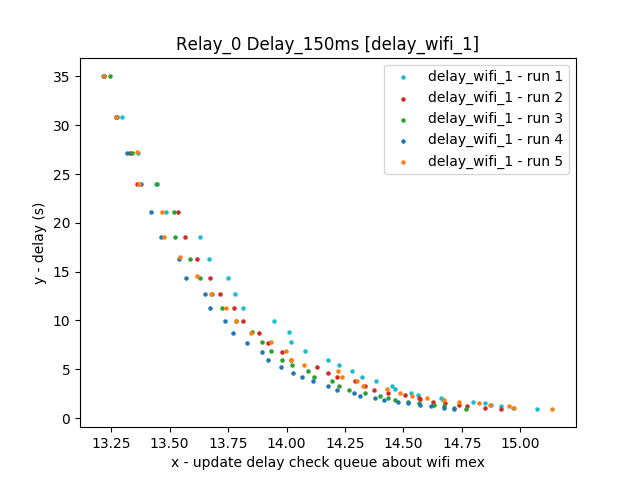 Relay_0 Delay_150ms [delay_wifi_1]
delay_wifi_1 - run 1
delay_wifi_1 - run 2
delay_wifi_1 - run 3
delay_wifi_1 - run 4
delay_wifi_1 - run 5
y - delay (s)
35
30
25
20
15
10
5
0
13.25 13.50 13.75 14.00 14.25 14.50 14.75 15.00
x - update delay check queue about wifi mex